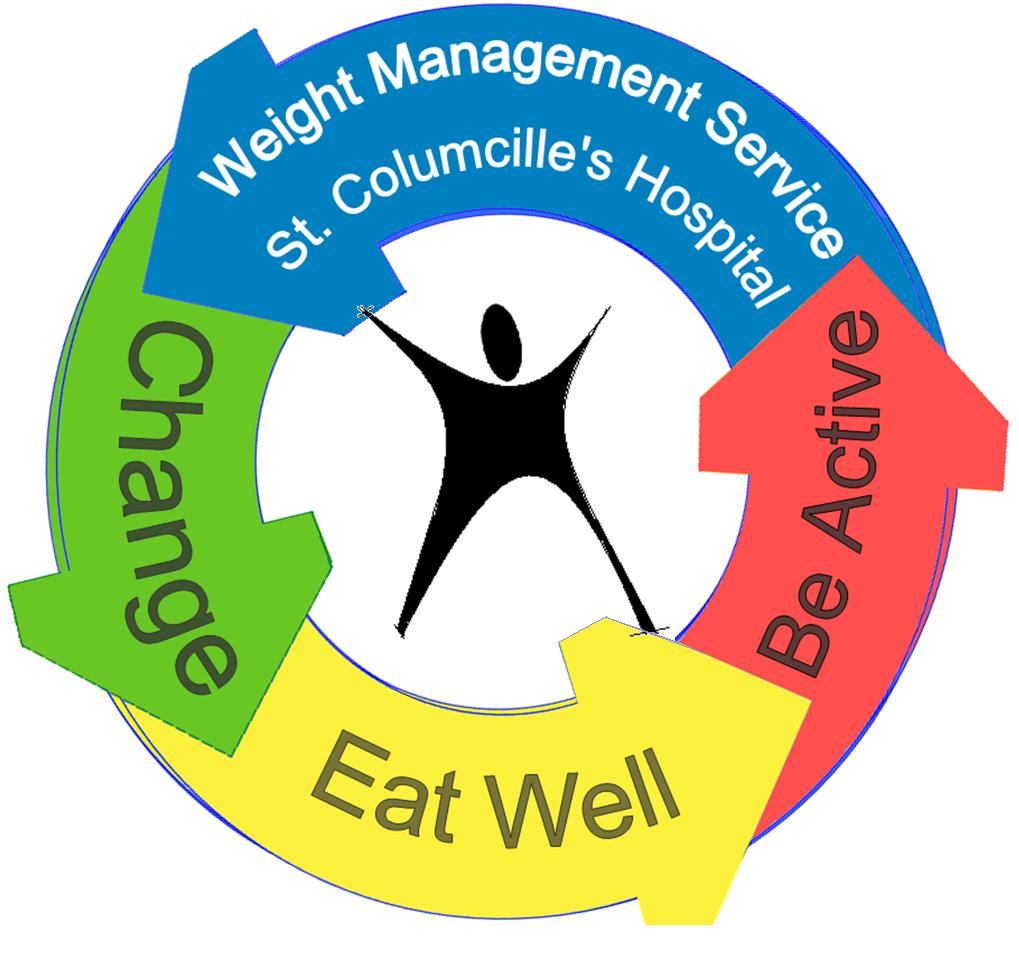 Weight Management Service
St. Columcille's Hospital
Change
Eat Well
Be Active